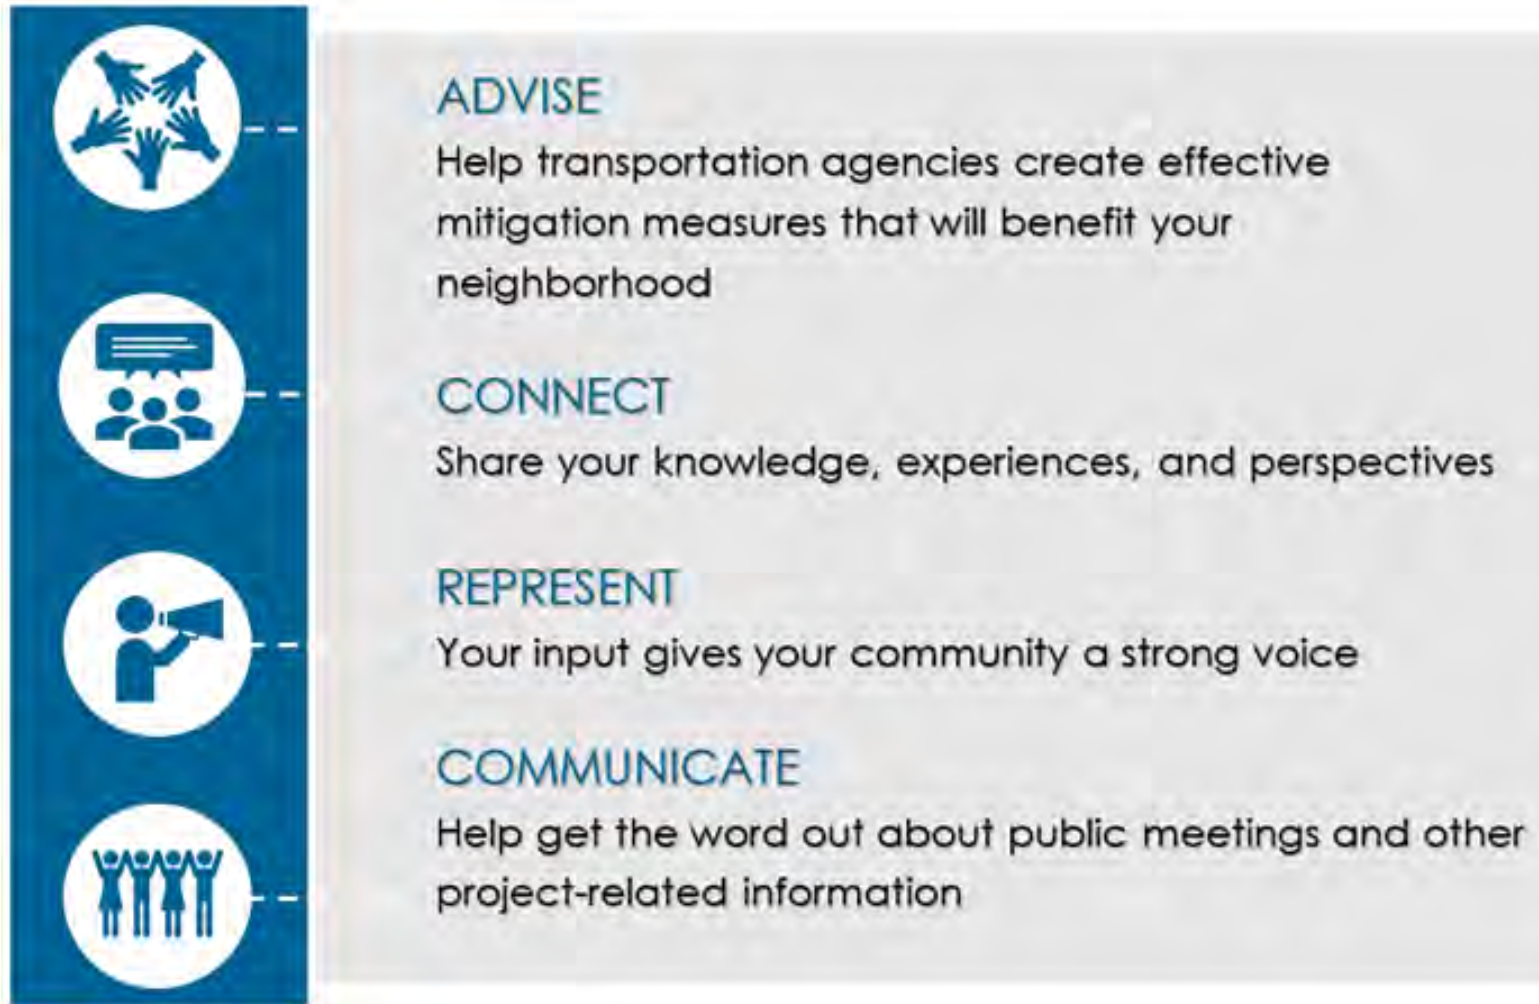 ADVISE
Help transportation agencies create effective
mitigation measures that will benefit your
neighborhood
CONNECT
Share your knowledge, experiences, and perspectives
REPRESENT
Your input gives your community a strong voice
COMMUNICATE
Help get the word out about public meetings and other
project-related information